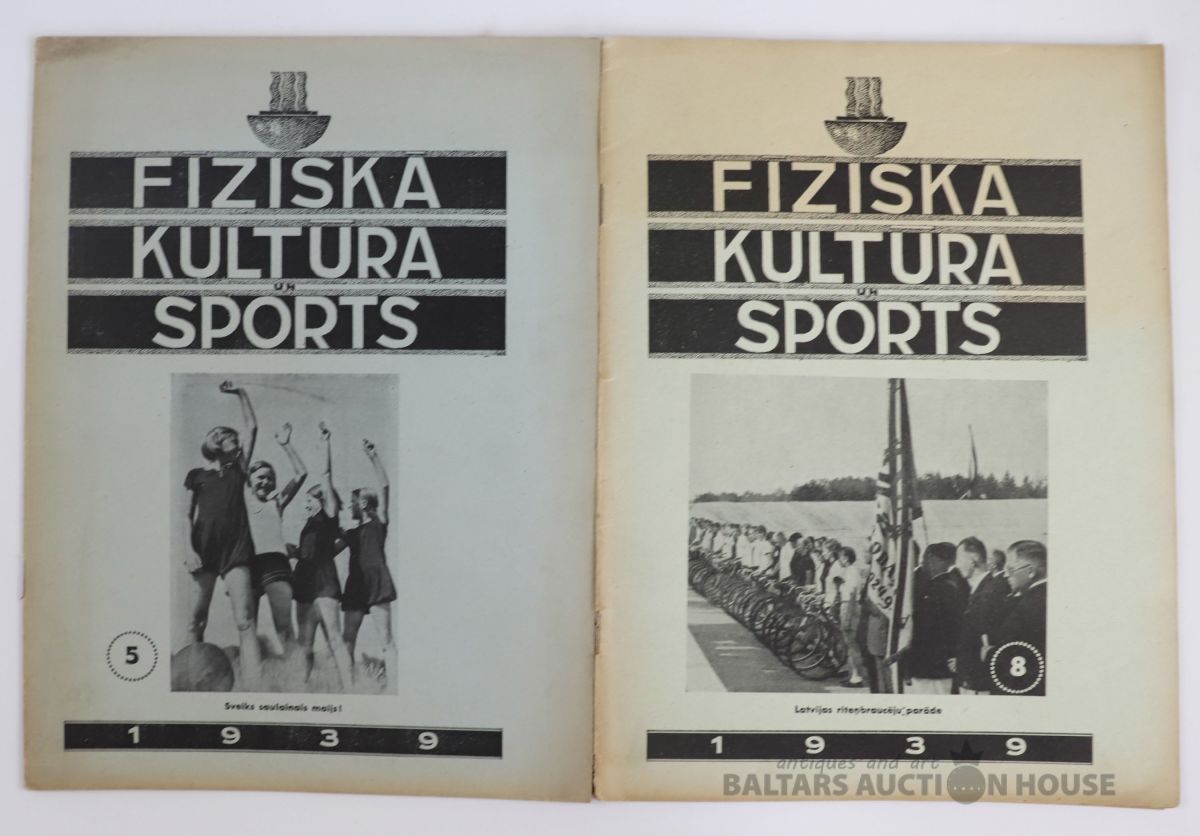 FIZISKĀ
KULTŪRA
UN
SPORTS
5
Sveiks saulainais maijs!
1939
FIZISKĀ
KULTŪRA
UN
SPORTS
8
Latvijas riteņbraucēju parāde
1939
antiques and art
BALTARS AUCTION HOUSE